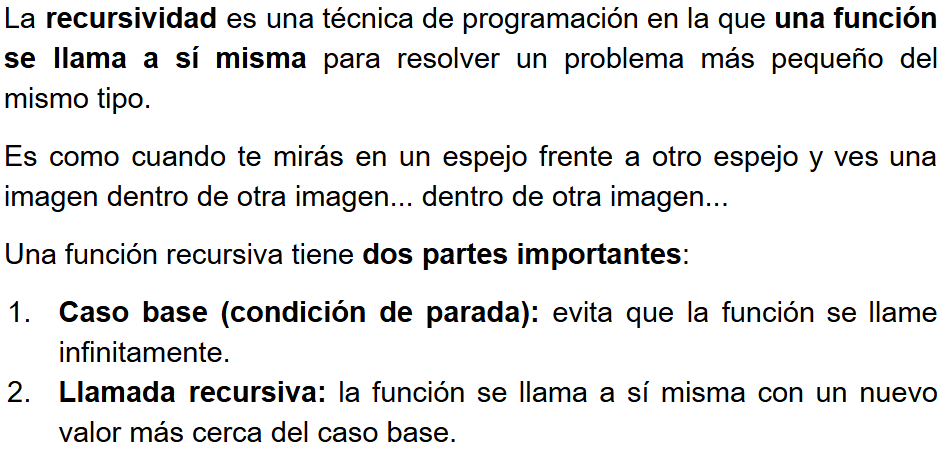 La recursividad es una técnica de programación en la que una función
se llama a sí misma para resolver un problema más pequeño del
mismo tipo.
Es como cuando te mirás en un espejo frente a otro espejo y ves una
imagen dentro de otra imagen... dentro de otra imagen...
Una función recursiva tiene dos partes importantes:
1. Caso base (condición de parada): evita que la función se llame
infinitamente.
2. Llamada recursiva: la función se llama a sí misma con un nuevo
valor más cerca del caso base.